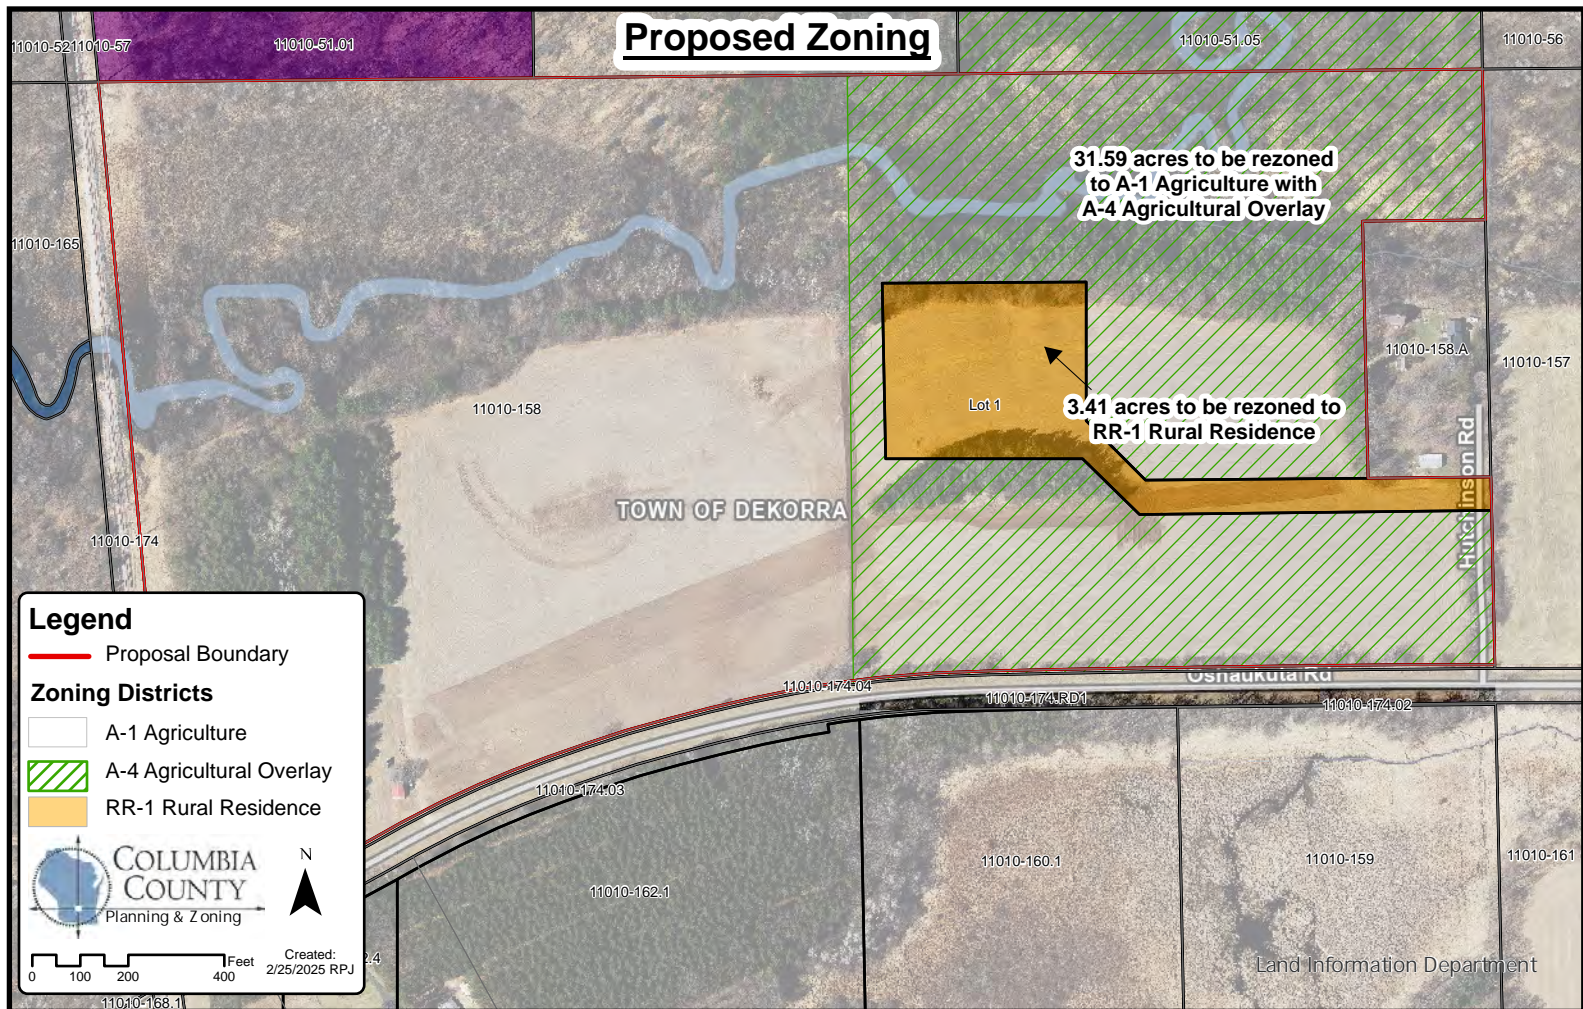 Proposed Zoning
11010-52
11010-57
11010-51.01
11010-51.05
11010-56
31.59 acres to be rezoned
to A-1 Agriculture with
A-4 Agricultural Overlay
11010-165
11010-158.A
11010-157
11010-158
Lot 1
3.41 acres to be rezoned to
RR-1 Rural Residence
Hutchinson Rd
TOWN OF DEKORRA
11010-174
11010-174.04
Oshaukuta Rd
11010-174.RD1
11010-174.02
11010-174.03
11010-160.1
11010-159
11010-161
11010-162.1
Legend
Proposal Boundary
Zoning Districts
A-1 Agriculture
A-4 Agricultural Overlay
RR-1 Rural Residence
COLUMBIA
COUNTY
Planning & Zoning
N
Feet
0 100 200 400
Created:
2/25/2025 RPJ
2.4
11010-168.1
Land Information Department